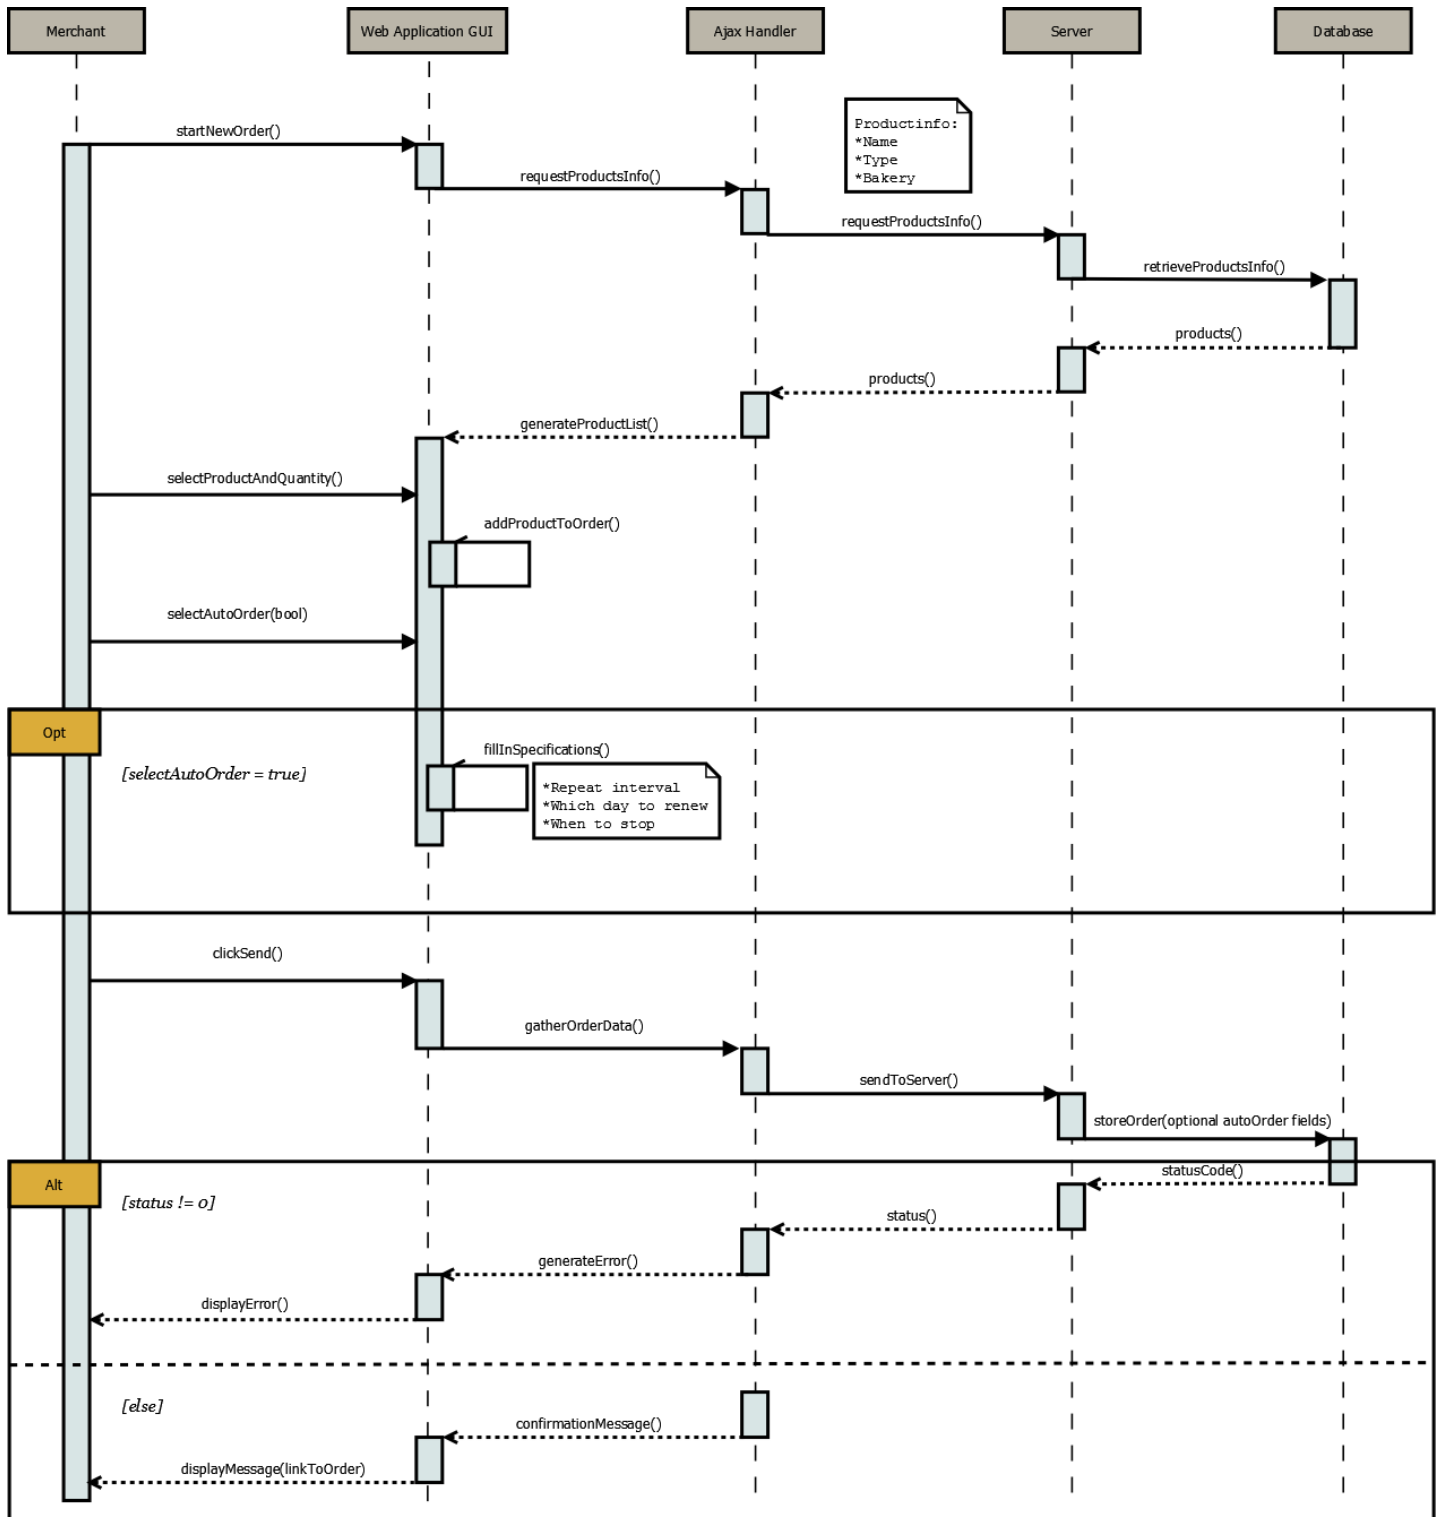 Merchant
Web Application GUI
Ajax Handler
Server
Database
startNewOrder()
Productinfo:
*Name
*Type
*Bakery
requestProductsInfo()
requestProductsInfo()
retrieveProductsInfo()
products()
products()
generateProductList()
selectProductAndQuantity()
addProductToOrder()
selectAutoOrder(bool)
Opt
[selectAutoOrder = true]
fillInSpecifications()
*Repeat interval
*Which day to renew
*When to stop
clickSend()
gatherOrderData()
sendToServer()
storeOrder(optional autoOrder fields)
Alt
[status != 0]
statusCode()
status()
generateError()
displayError()
[else]
confirmationMessage()
displayMessage(linkToOrder)